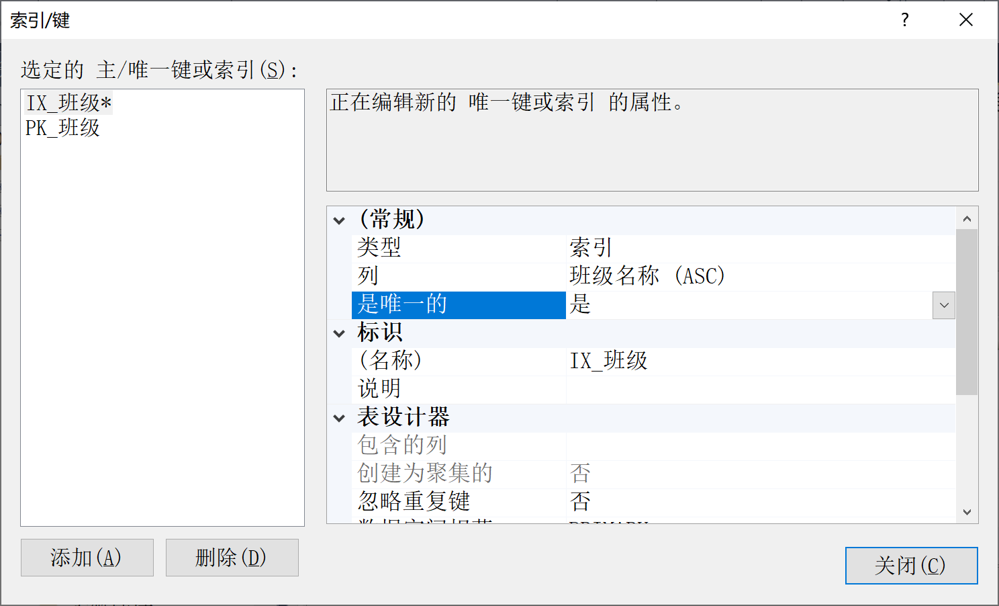 索引/键
?
选定的 主/唯一键或索引(S):
IX_班级*
PK_班级
正在编辑新的 唯一键或索引 的属性。
(常规)
类型 索引
列 班级名称 (ASC)
是唯一的 是
标识
(名称) IX_班级
说明
表设计器
包含的列
创建为聚集的 否
忽略重复键 否
添加(A) 删除(D)
关闭(C)